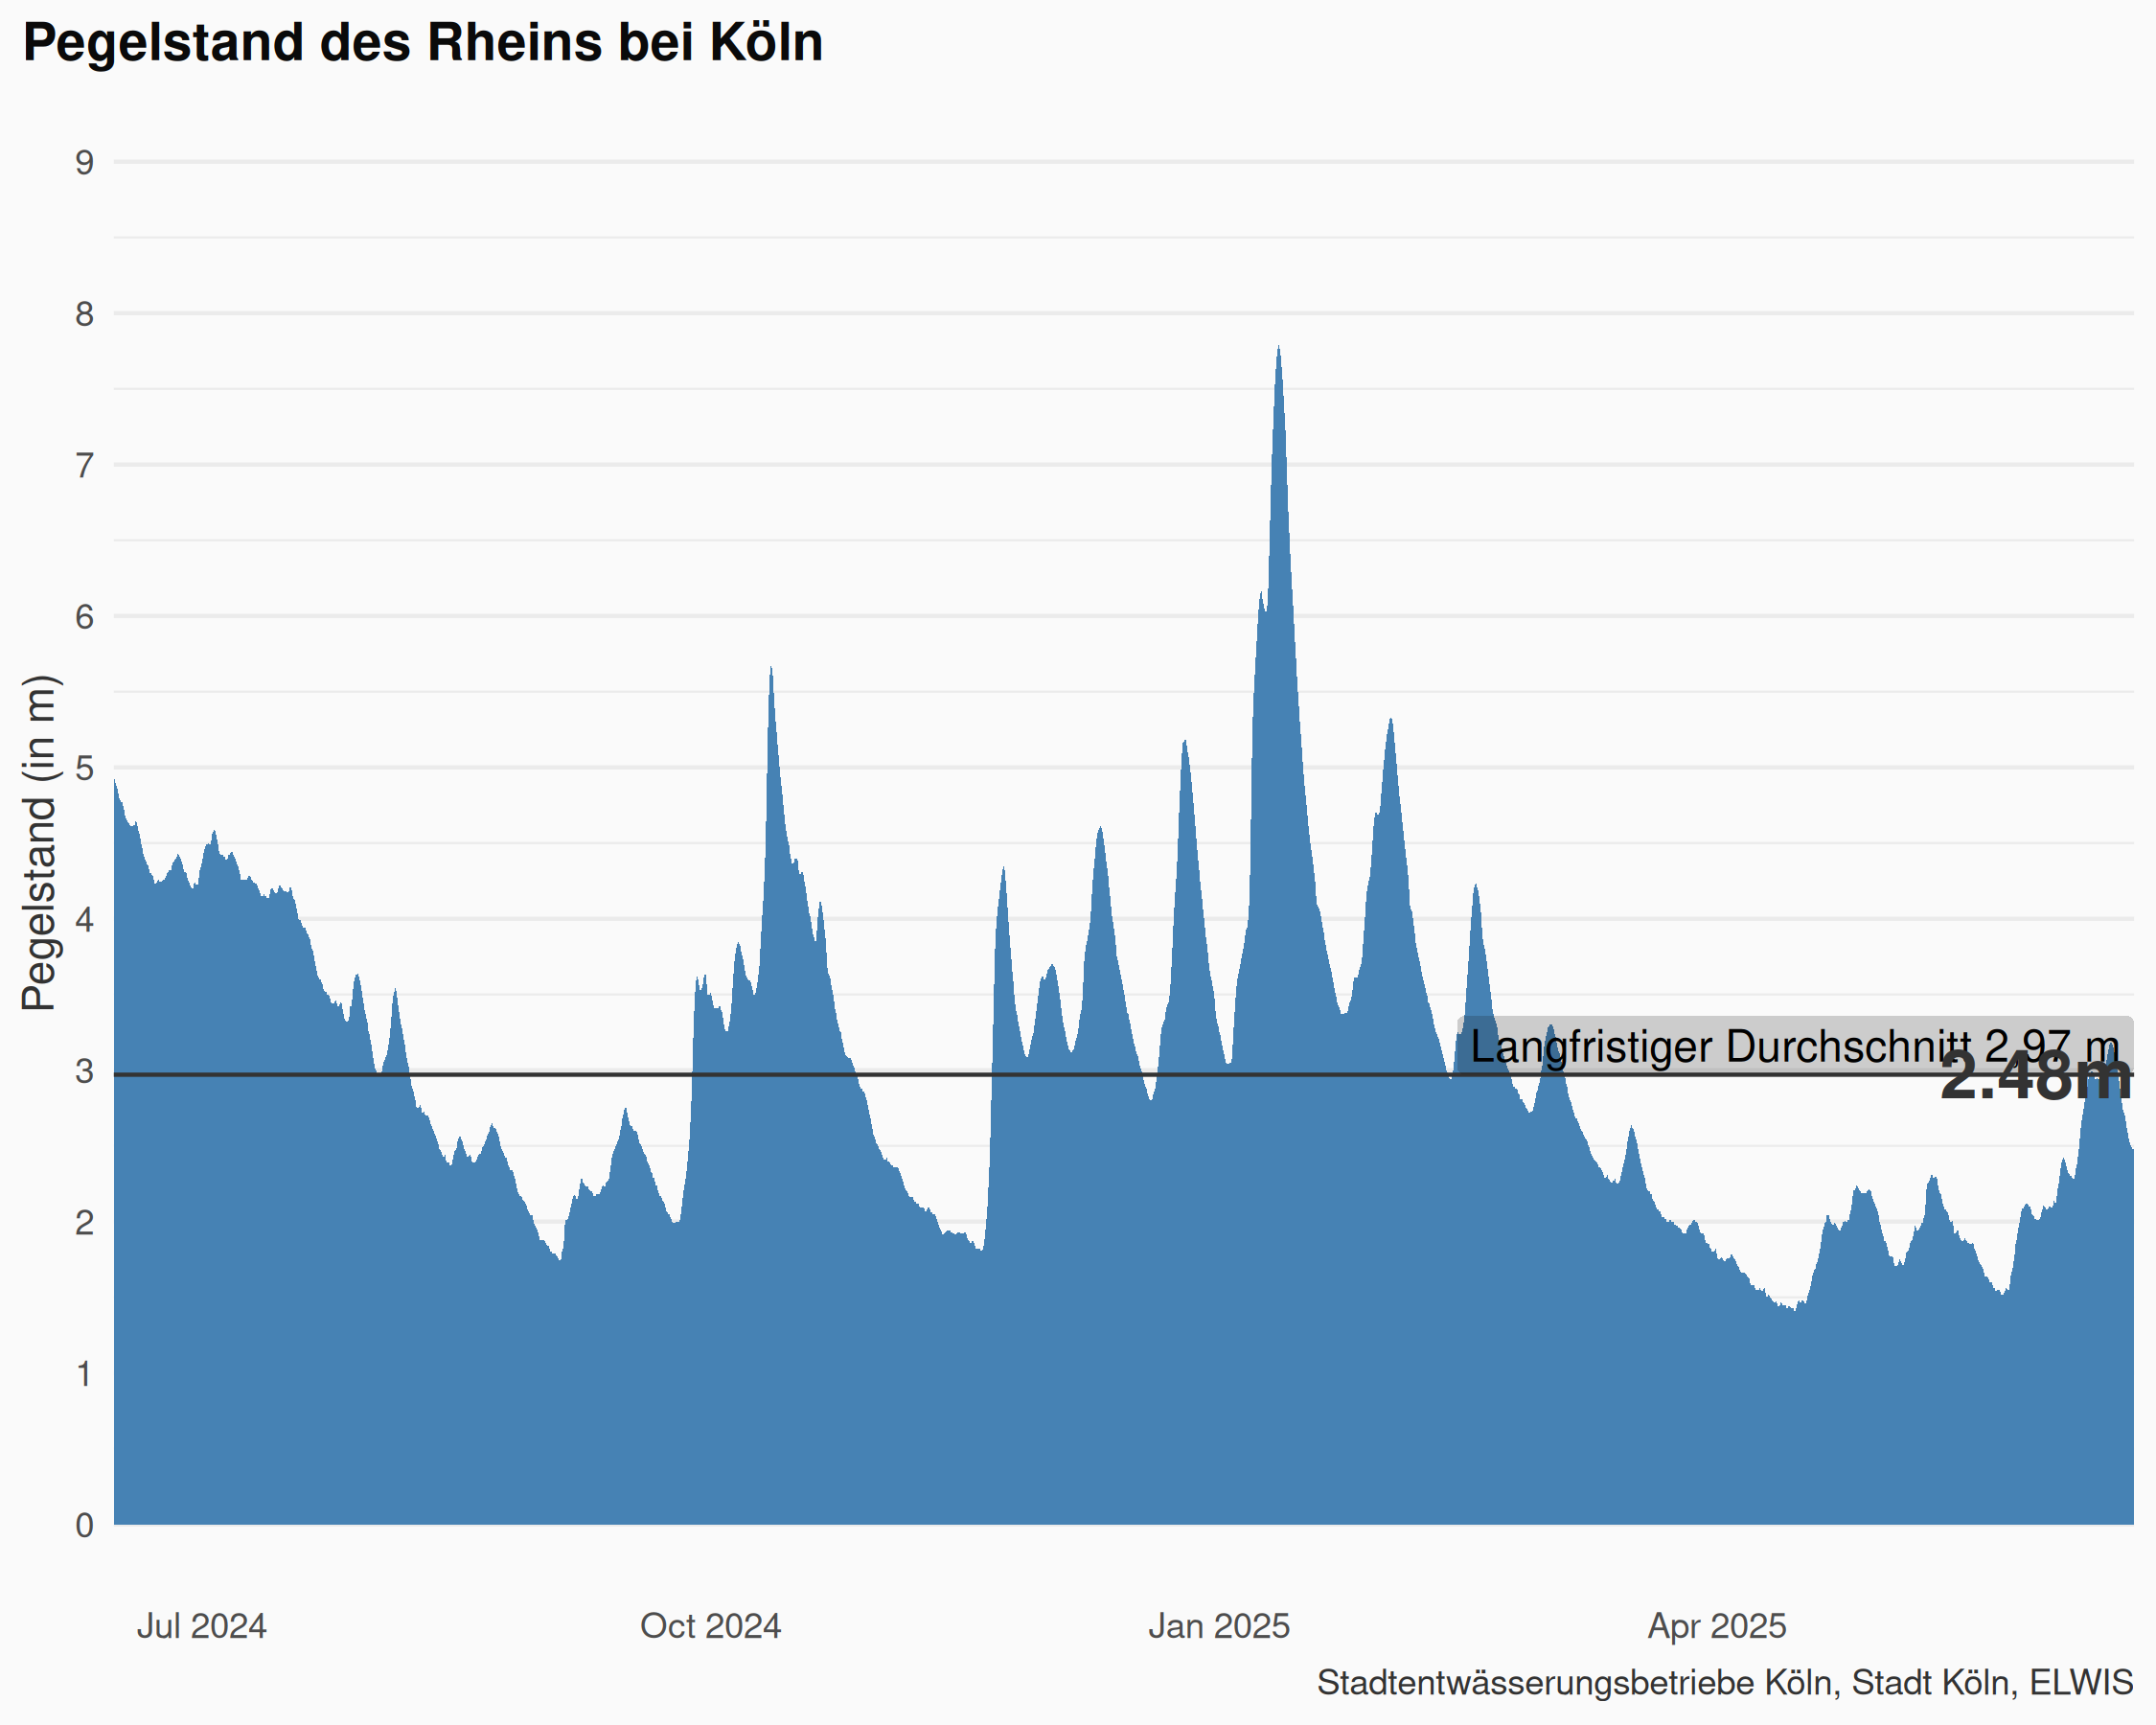 Pegelstand des Rheins bei Köln
9
8
7
6
5
4
3
2
1
0
Pegelstand (in m)
Langfristiger Durchschnitt 2,97 m
2.48m
Jul 2024 Oct 2024 Jan 2025 Apr 2025
Stadtentwässerungsbetriebe Köln, Stadt Köln, ELWIS